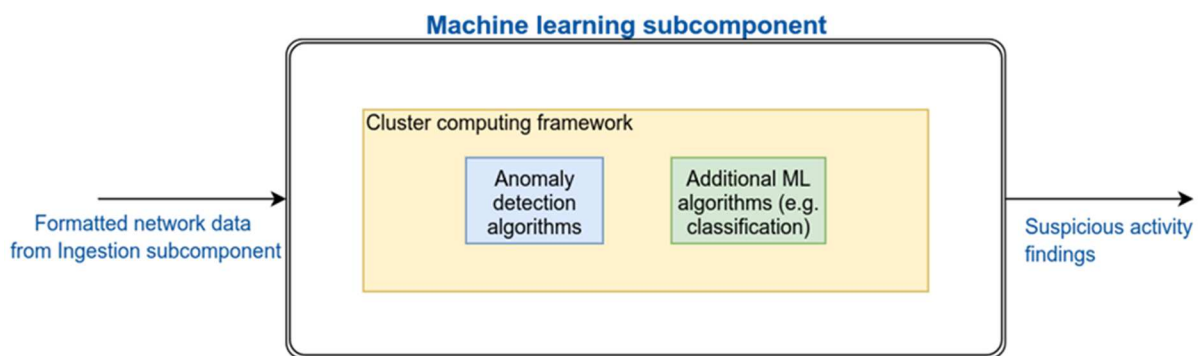 Machine learning subcomponent
Cluster computing framework
Anomaly
detection
algorithms
Additional ML
algorithms (e.g.
classification)
Formatted network data
from Ingestion subcomponent
Suspicious activity
findings